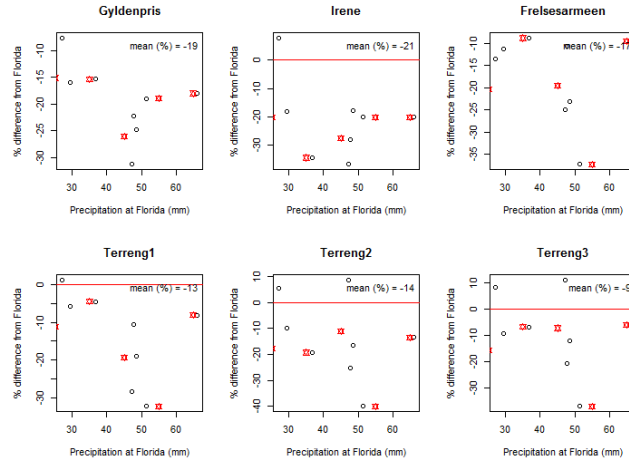 Gyldenpris Irene Frelsesarmeen
mean (%) = -19 mean (%) = -21 mean (%) = -17
% difference from Florida % difference from Florida % difference from Florida
-10 -15 -20 -25 -30
0 -10 -20 -30
-10 -15 -20 -25 -30 -35
30 40 50 60 30 40 50 60 30 40 50 60
Precipitation at Florida (mm) Precipitation at Florida (mm) Precipitation at Florida (mm)
Terreng1 Terreng2 Terreng3
mean (%) = -13 mean (%) = -14 mean (%) = -9
% difference from Florida % difference from Florida % difference from Florida
0 -10 -20 -30
10 0 -10 -20 -30 -40
10 0 -10 -20 -30 -40
30 40 50 60 30 40 50 60 30 40 50 60
Precipitation at Florida (mm) Precipitation at Florida (mm) Precipitation at Florida (mm)